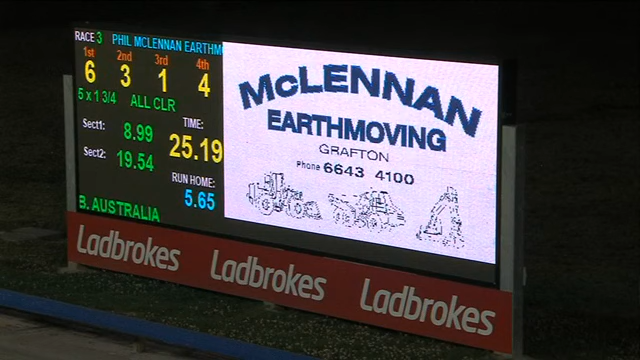 RACE 3 PHIL MCLENNAN EARTHM
1st 2nd 3rd 4th
6 3 1 4
5 x 1 3/4 ALL CLR
Sect1: 8.99
Sect2: 19.54
TIME:
25.19
RUN HOME:
5.65
B. AUSTRALIA
McLENNAN
EARTHMOVING
GRAFTON
Phone 6643 4100
Ladbrokes Ladbrokes Ladbrokes